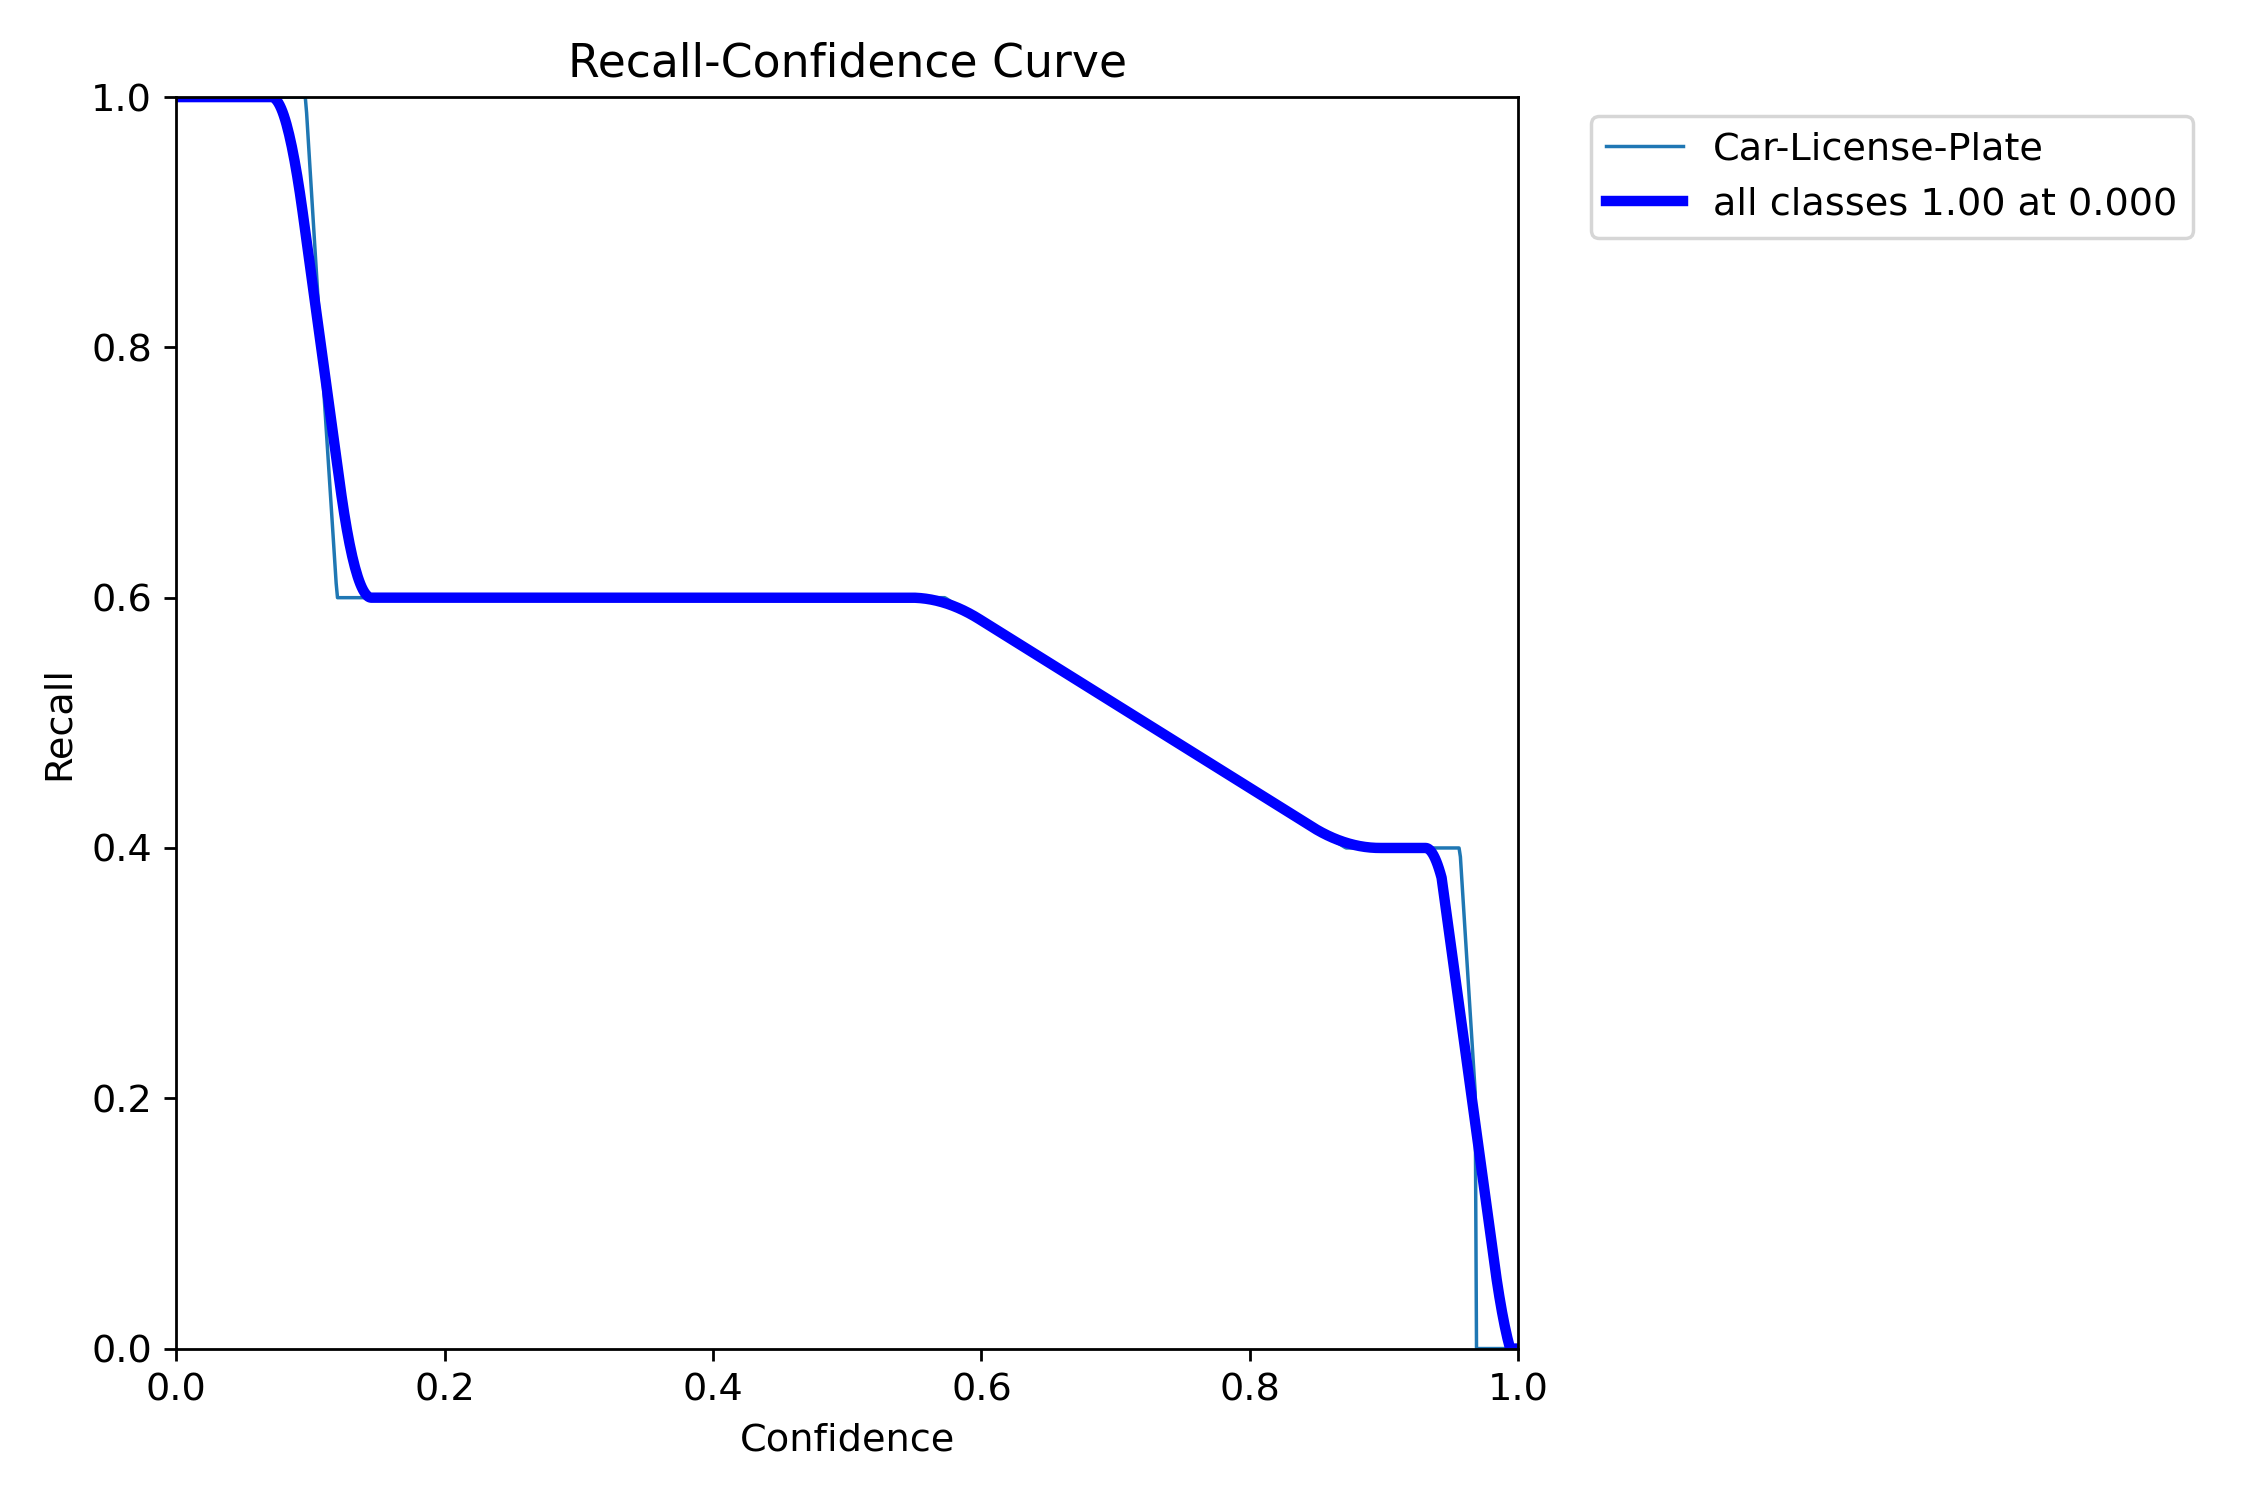 Recall-Confidence Curve
Car-License-Plate
all classes 1.00 at 0.000
1.0
0.8
0.6
0.4
0.2
0.0
Recall
0.0 0.2 0.4 0.6 0.8 1.0
Confidence